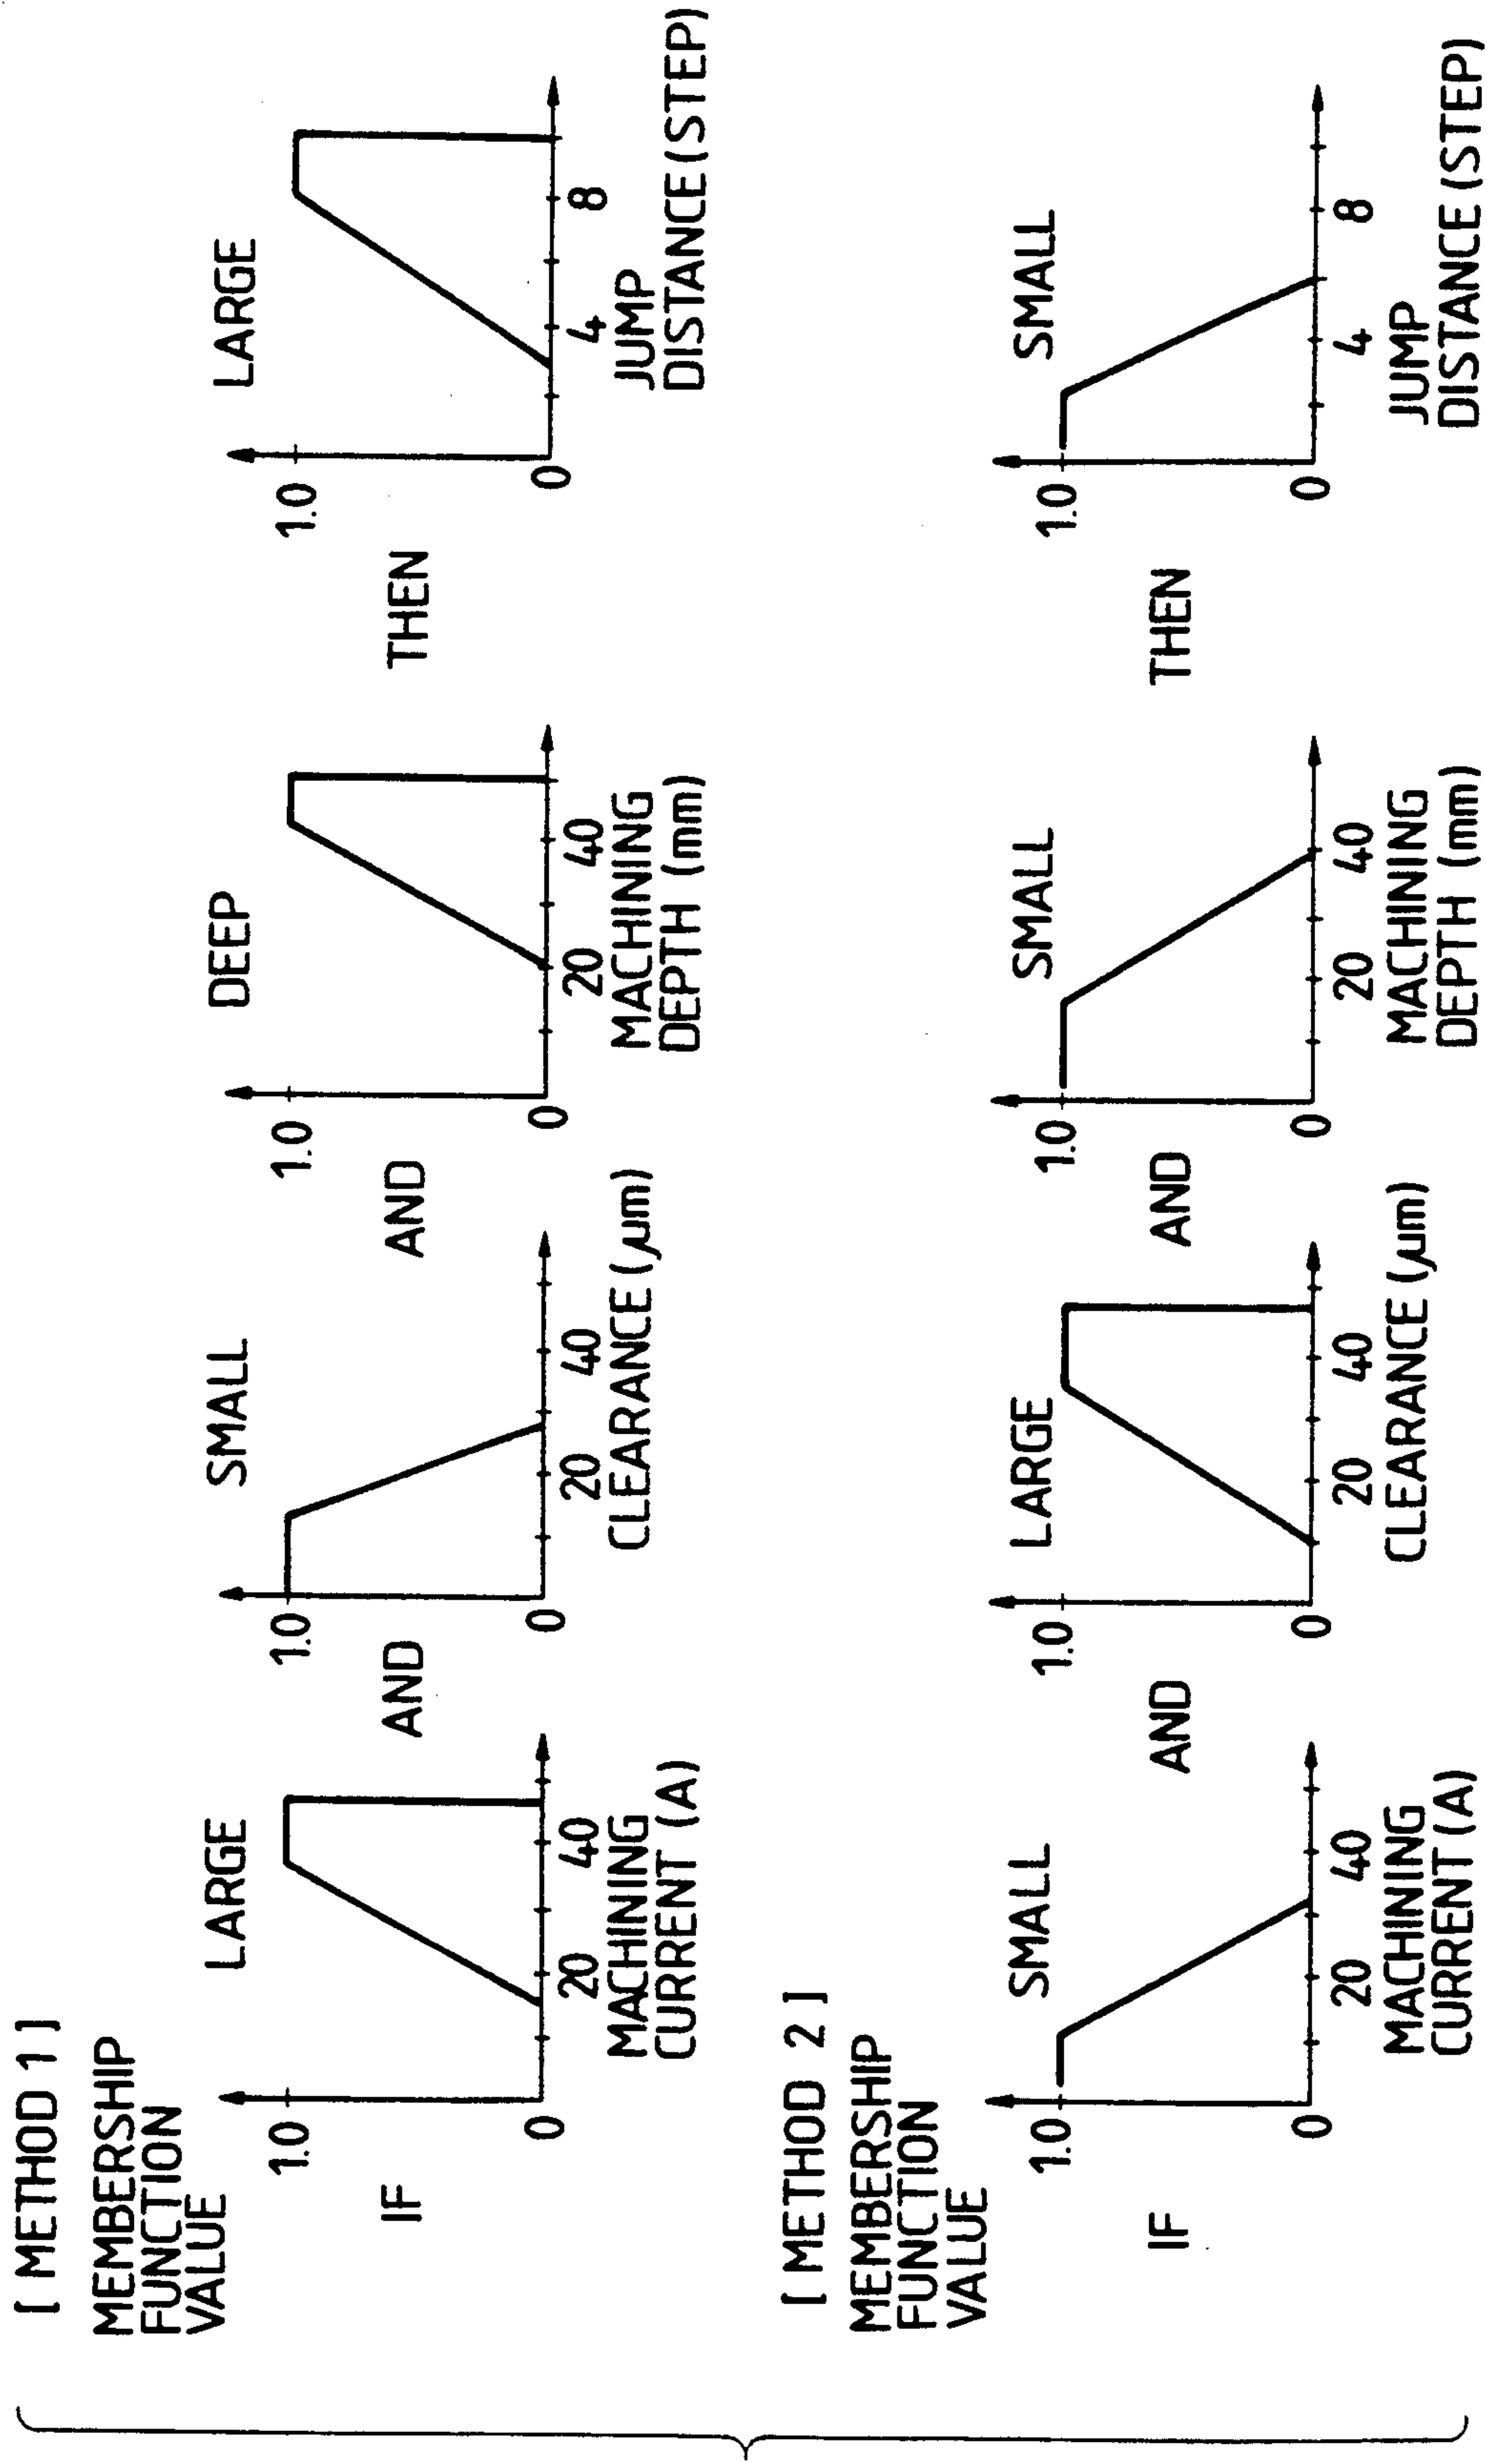 [ METHOD 1 ]
MEMBERSHIP
FUNCTION
VALUE
IF
1.0
0
LARGE
20
40
MACHINING
CURRENT (A)
AND
1.0
0
SMALL
20
40
CLEARANCE (μm)
AND
1.0
0
DEEP
20
40
MACHINING
DEPTH (mm)
THEN
1.0
0
LARGE
4
8
JUMP
DISTANCE (STEP)
[ METHOD 2 ]
MEMBERSHIP
FUNCTION
VALUE
IF
1.0
0
SMALL
20
40
MACHINING
CURRENT (A)
AND
1.0
0
LARGE
20
40
CLEARANCE (μm)
AND
1.0
0
SMALL
20
40
MACHINING
DEPTH (mm)
THEN
1.0
0
SMALL
4
8
JUMP
DISTANCE (STEP)